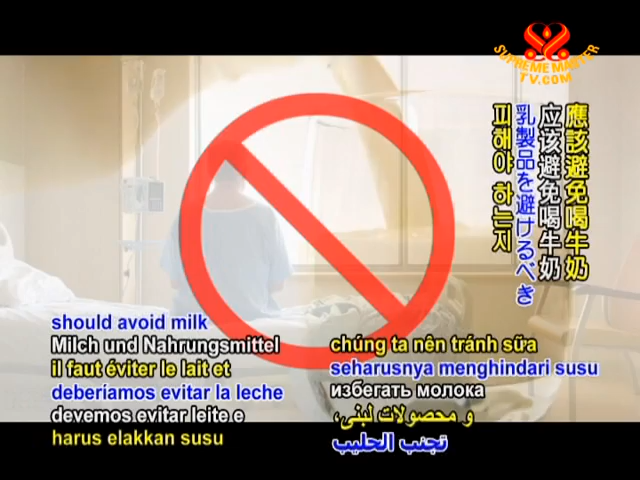 SUPREME MASTER
TV.COM
應該避免喝牛奶
应该避免喝牛奶
乳製品を避けるべき
피해야 하는지
should avoid milk
Milch und Nahrungsmittel
il faut éviter le lait et
deberíamos evitar la leche
devemos evitar leite e
harus elakkan susu
chúng ta nên tránh sữa
seharusnya menghindari susu
избегать молока
و محصولات لبنی،
تجنب الحليب